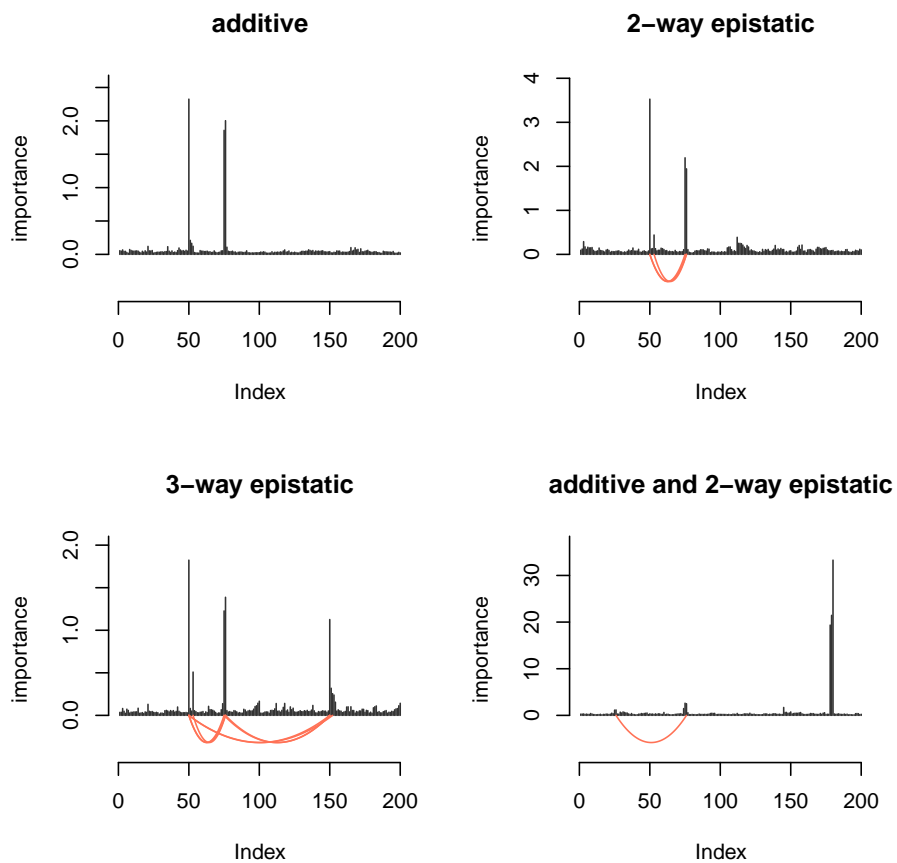 additive
importance
0.0 1.0 2.0
0 50 100 150 200
Index
2−way epistatic
importance
0 1 2 3 4
0 50 100 150 200
Index
3−way epistatic
importance
0.0 1.0 2.0
0 50 100 150 200
Index
additive and 2−way epistatic
importance
0 10 20 30
0 50 100 150 200
Index